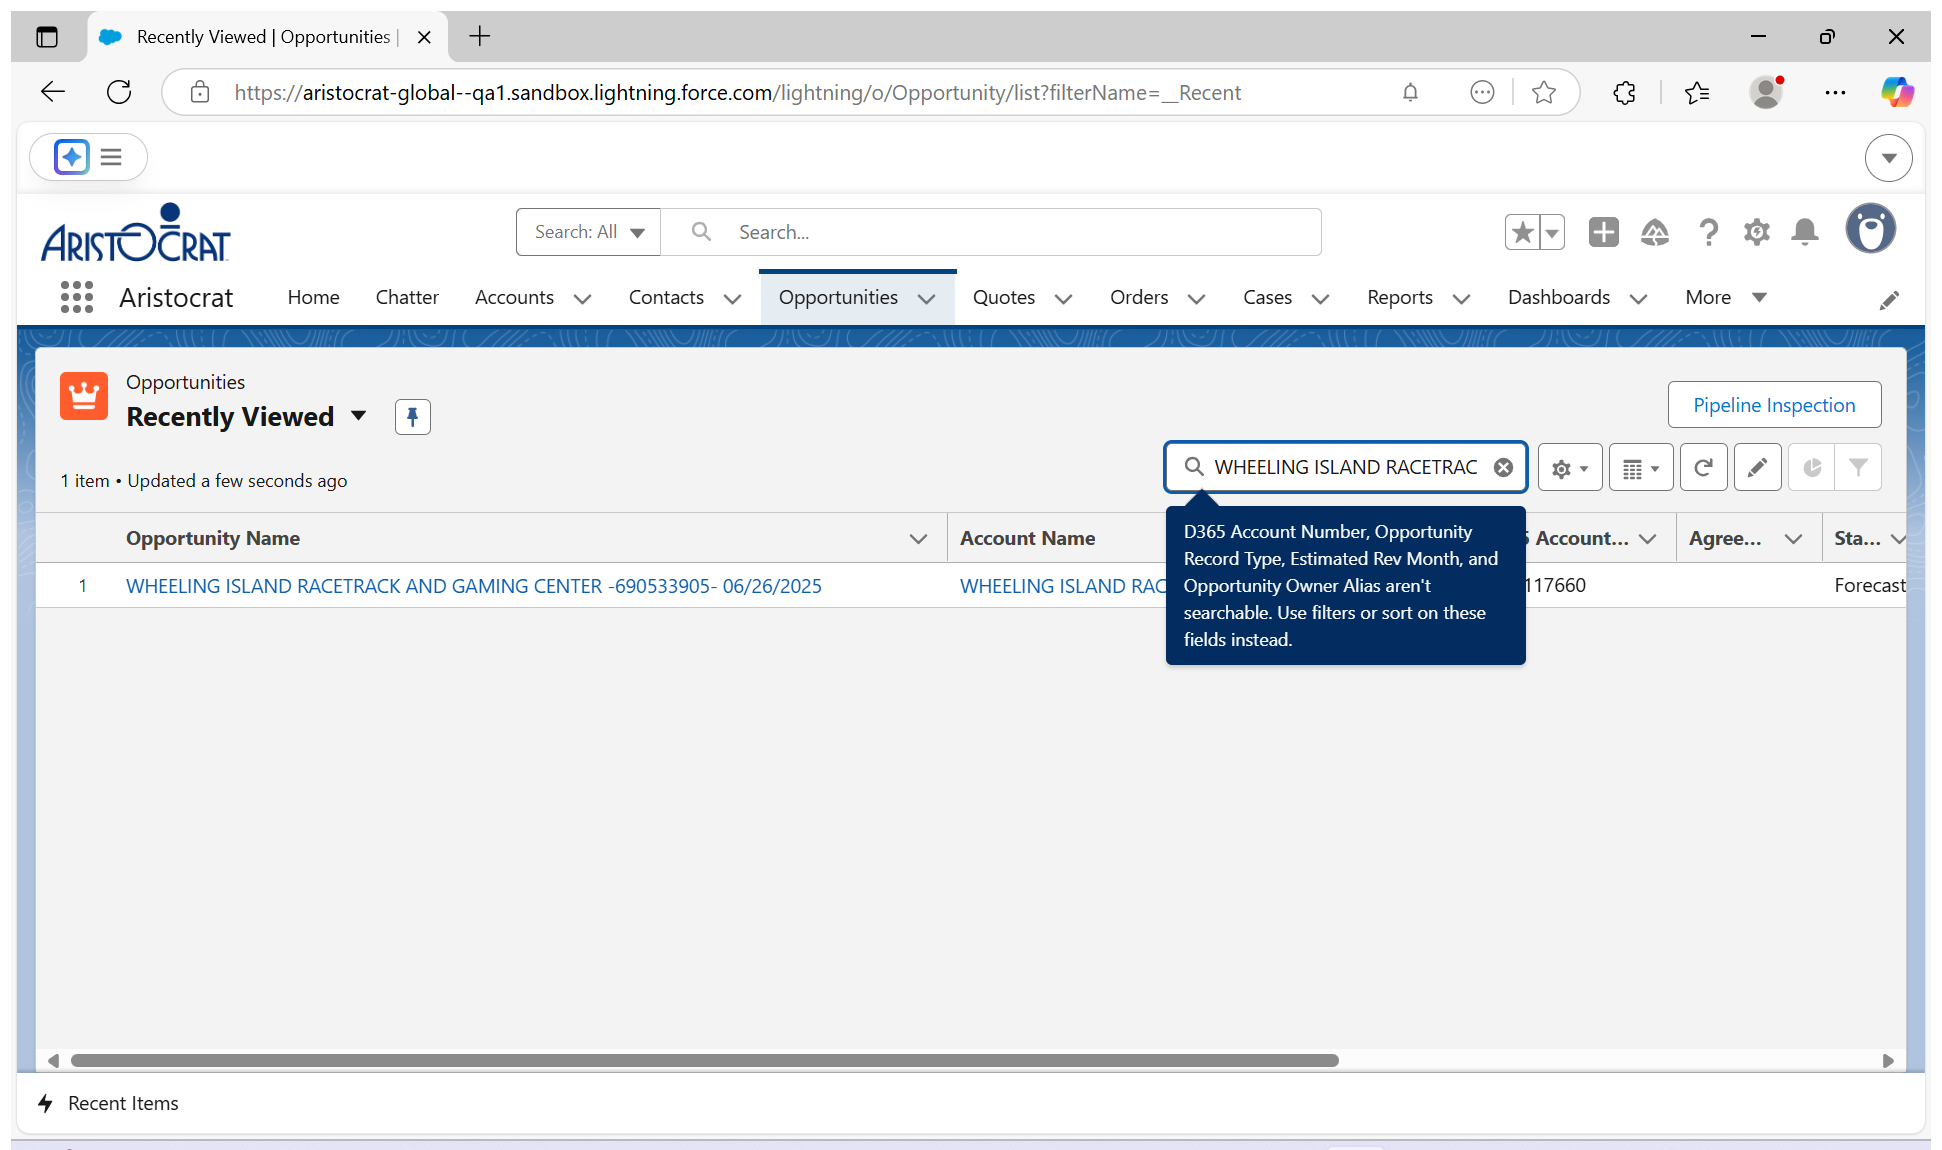 Recently Viewed | Opportunities |
https://aristocrat-global--qa1.sandbox.lightning.force.com/lightning/o/Opportunity/list?filterName=__Recent
ARISTOCRAT
Search: All
Search...
Aristocrat
Home
Chatter
Accounts
Contacts
Opportunities
Quotes
Orders
Cases
Reports
Dashboards
More
Opportunities
Recently Viewed
Pipeline Inspection
1 item • Updated a few seconds ago
WHEELING ISLAND RACETRAC
Opportunity Name
Account Name
Account...
Agree...
Sta...
D365 Account Number, Opportunity
Record Type, Estimated Rev Month, and
Opportunity Owner Alias aren't
searchable. Use filters or sort on these
fields instead.
1
WHEELING ISLAND RACETRACK AND GAMING CENTER -690533905- 06/26/2025
WHEELING ISLAND RAC
117660
Forecast
Recent Items